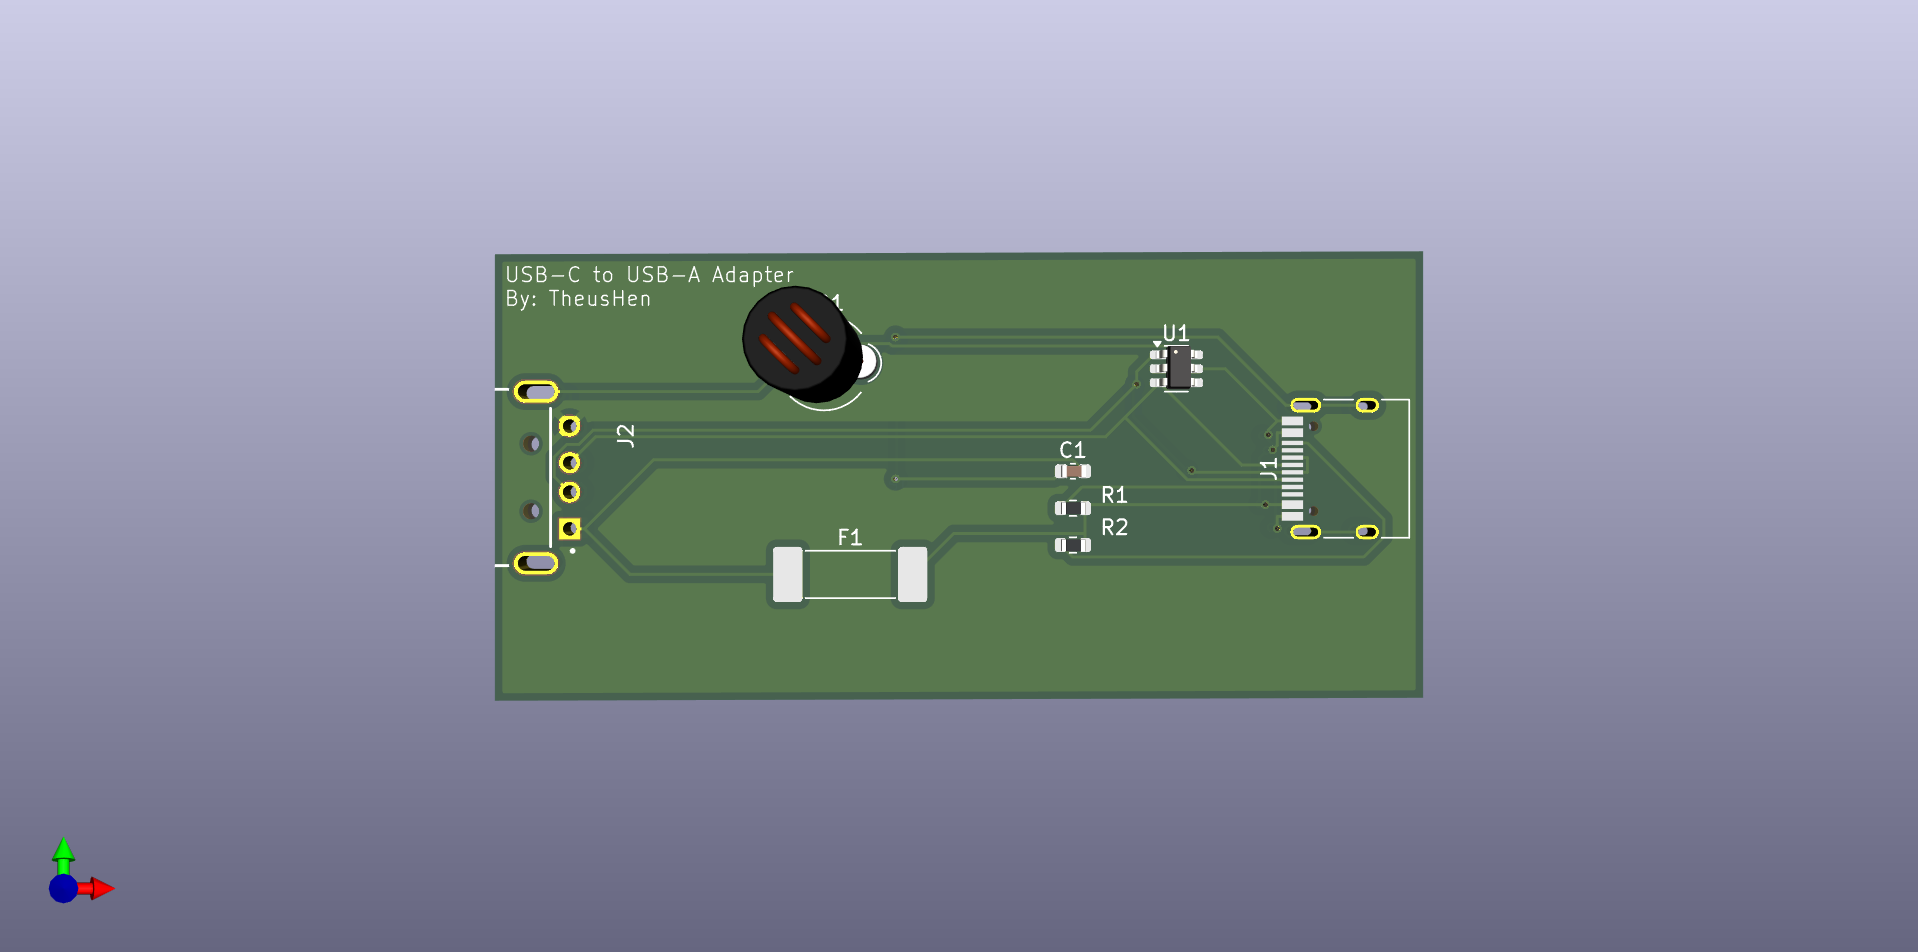 USB-C to USB-A Adapter
By: TheusHen
U1
J2
C1
J1
R1
R2
F1